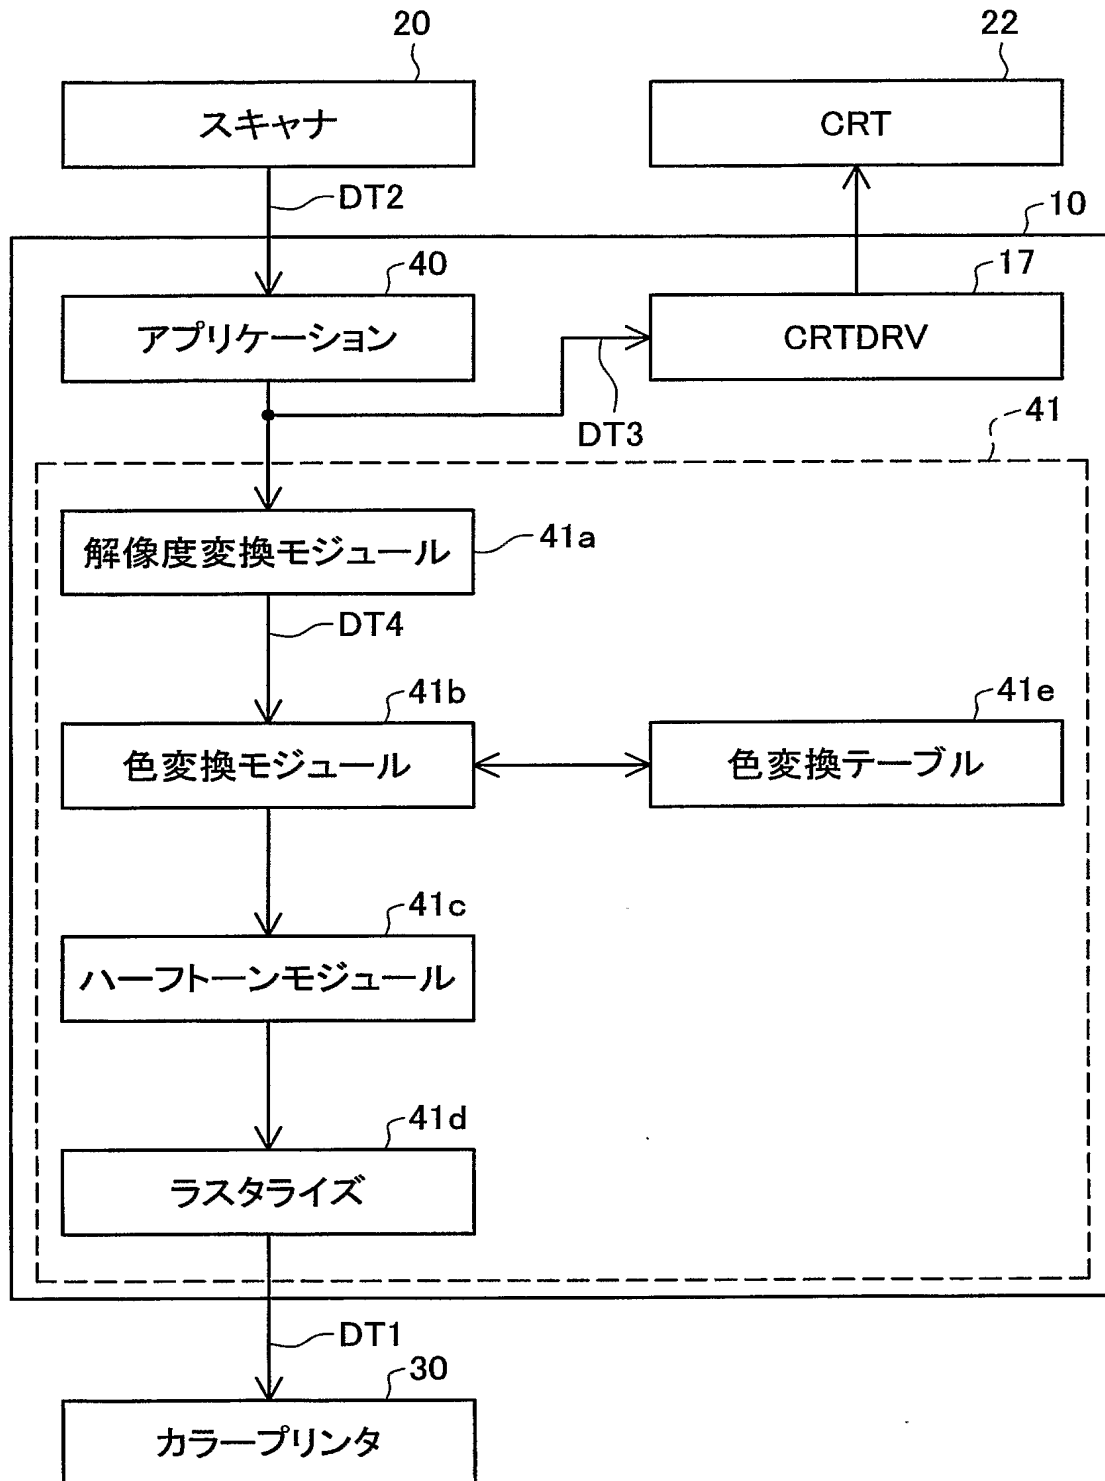 20
22
スキャナ
CRT
DT2
10
40
17
アプリケーション
CRTDRV
DT3
41
解像度変換モジュール
41a
DT4
41b
41e
色変換モジュール
色変換テーブル
41c
ハーフトーンモジュール
41d
ラスタライズ
DT1
30
カラープリンタ